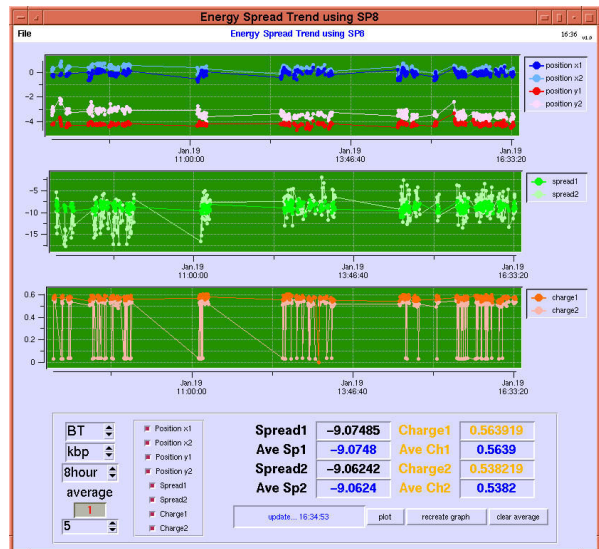 Energy Spread Trend using SP8
File Energy Spread Trend using SP8 16:36 v1.9
0
-2
-4
position x1
position x2
position y1
position y2
Jan.19 11:00:00
Jan.19 13:46:40
Jan.19 16:33:20
-5
-10
-15
spread1
spread2
Jan.19 11:00:00
Jan.19 13:46:40
Jan.19 16:33:20
0.6
0.4
0.2
0
charge1
charge2
Jan.19 11:00:00
Jan.19 13:46:40
Jan.19 16:33:20
BT
kbp
8hour
average
1
5
Position x1
Position x2
Position y1
Position y2
Spread1
Spread2
Charge1
Charge2
Spread1 -9.07485 Charge1 0.563919
Ave Sp1 -9.0748 Ave Ch1 0.5639
Spread2 -9.06242 Charge2 0.538219
Ave Sp2 -9.0624 Ave Ch2 0.5382
update... 16:34:53 plot recreate graph clear average